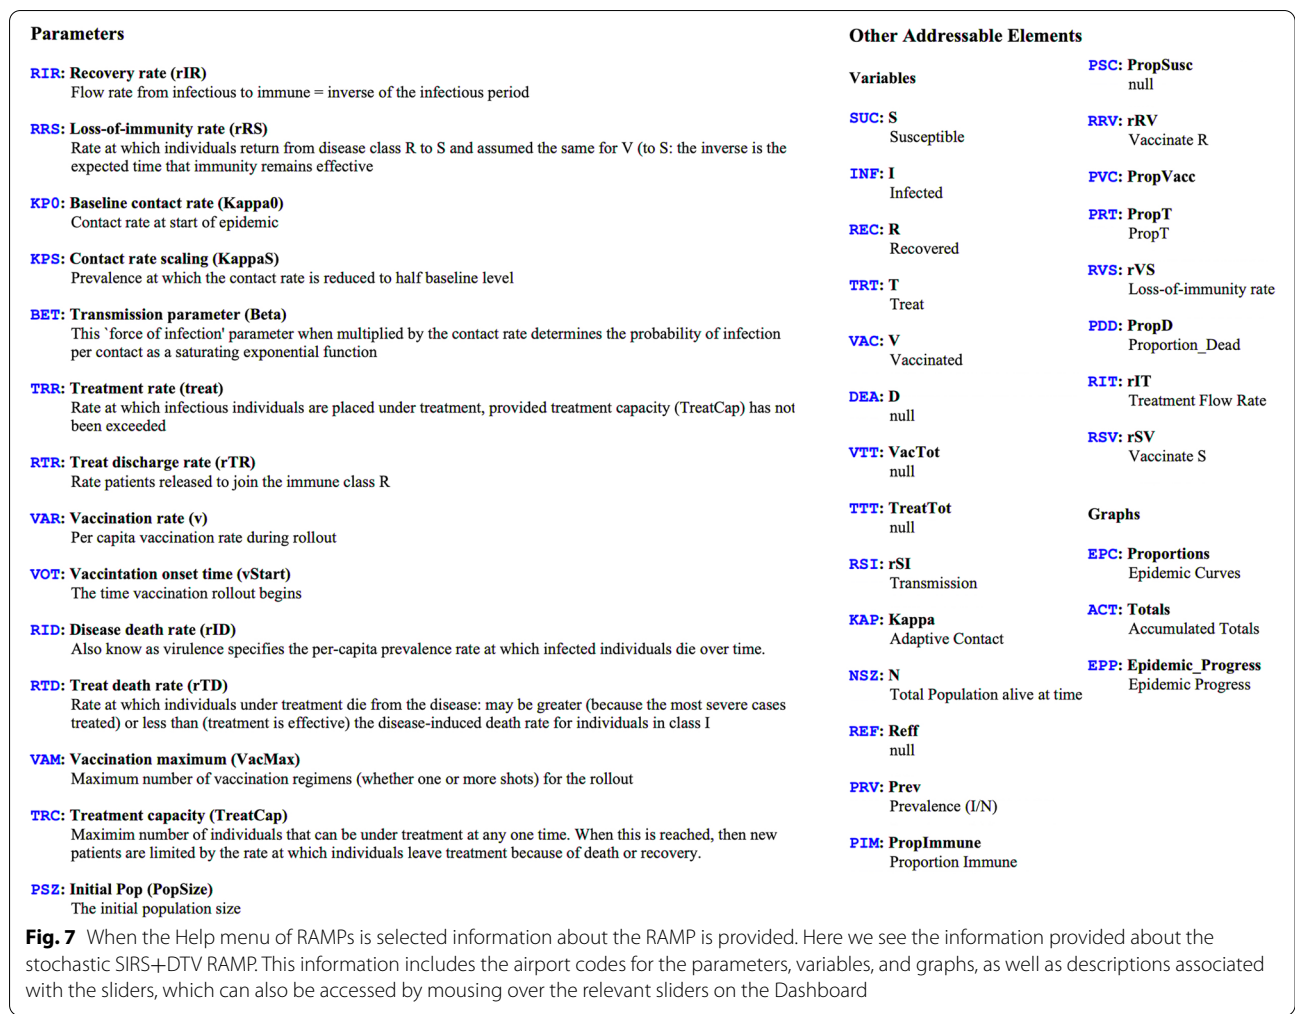 Parameters
RIR: Recovery rate (rIR)
Flow rate from infectious to immune = inverse of the infectious period
RRS: Loss-of-immunity rate (rRS)
Rate at which individuals return from disease class R to S and assumed the same for V (to S: the inverse is the
expected time that immunity remains effective
KP0: Baseline contact rate (Kappa0)
Contact rate at start of epidemic
KPS: Contact rate scaling (KappaS)
Prevalence at which the contact rate is reduced to half baseline level
BET: Transmission parameter (Beta)
This `force of infection' parameter when multiplied by the contact rate determines the probability of infection
per contact as a saturating exponential function
TRR: Treatment rate (treat)
Rate at which infectious individuals are placed under treatment, provided treatment capacity (TreatCap) has not
been exceeded
RTR: Treat discharge rate (rTR)
Rate patients released to join the immune class R
VAR: Vaccination rate (v)
Per capita vaccination rate during rollout
VOT: Vaccintation onset time (vStart)
The time vaccination rollout begins
RID: Disease death rate (rID)
Also know as virulence specifies the per-capita prevalence rate at which infected individuals die over time.
RTD: Treat death rate (rTD)
Rate at which individuals under treatment die from the disease: may be greater (because the most severe cases
treated) or less than (treatment is effective) the disease-induced death rate for individuals in class I
VAM: Vaccination maximum (VacMax)
Maximum number of vaccination regimens (whether one or more shots) for the rollout
TRC: Treatment capacity (TreatCap)
Maximim number of individuals that can be under treatment at any one time. When this is reached, then new
patients are limited by the rate at which individuals leave treatment because of death or recovery.
PSZ: Initial Pop (PopSize)
The initial population size
Other Addressable Elements
Variables
SUC: S
Susceptible
INF: I
Infected
REC: R
Recovered
TRT: T
Treat
VAC: V
Vaccinated
DEA: D
null
VTT: VacTot
null
TTT: TreatTot
null
RSI: rSI
Transmission
KAP: Kappa
Adaptive Contact
NSZ: N
Total Population alive at time
REF: Reff
null
PRV: Prev
Prevalence (I/N)
PIM: PropImmune
Proportion Immune
PSC: PropSusc
null
RRV: rRV
Vaccinate R
PVC: PropVacc
PRT: PropT
PropT
RVS: rVS
Loss-of-immunity rate
PDD: PropD
Proportion_Dead
RIT: rIT
Treatment Flow Rate
RSV: rSV
Vaccinate S
Graphs
EPC: Proportions
Epidemic Curves
ACT: Totals
Accumulated Totals
EPP: Epidemic_Progress
Epidemic Progress
Fig. 7 When the Help menu of RAMPs is selected information about the RAMP is provided. Here we see the information provided about the
stochastic SIRS+DTV RAMP. This information includes the airport codes for the parameters, variables, and graphs, as well as descriptions associated
with the sliders, which can also be accessed by mousing over the relevant sliders on the Dashboard